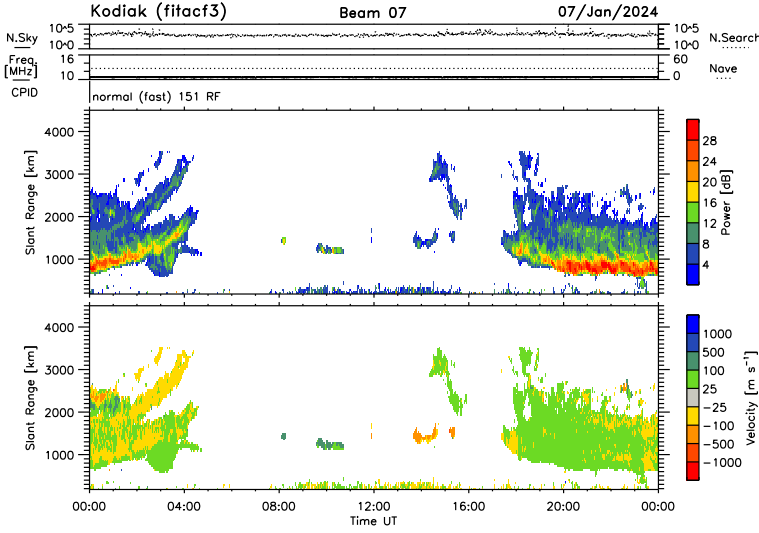 Kodiak (fitacf3) Beam 07 07/Jan/2024
N.Sky 10^5 10^5 N.Search
10^0 10^0
Freq. 16 60 Nave
[MHz] 10 0
CPID normal (fast) 151 RF
Slant Range [km]
4000
3000
2000
1000
28
24
20
16
12
8
4
Power [dB]
Slant Range [km]
4000
3000
2000
1000
1000
500
100
25
−25
−100
−500
−1000
Velocity [m s⁻¹]
00:00 04:00 08:00 12:00 16:00 20:00 00:00
Time UT